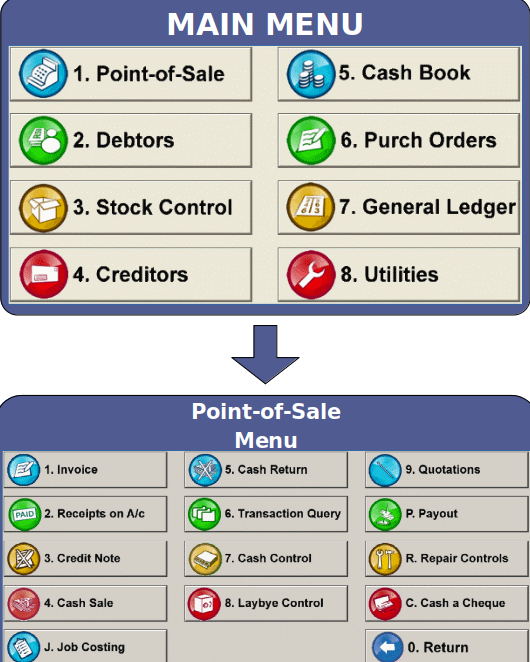 MAIN MENU
1. Point-of-Sale
5. Cash Book
2. Debtors
6. Purch Orders
3. Stock Control
7. General Ledger
4. Creditors
8. Utilities
Point-of-Sale
Menu
1. Invoice
5. Cash Return
9. Quotations
PAID
2. Receipts on A/c
6. Transaction Query
P. Payout
3. Credit Note
7. Cash Control
R. Repair Controls
4. Cash Sale
8. Laybye Control
C. Cash a Cheque
J. Job Costing
0. Return